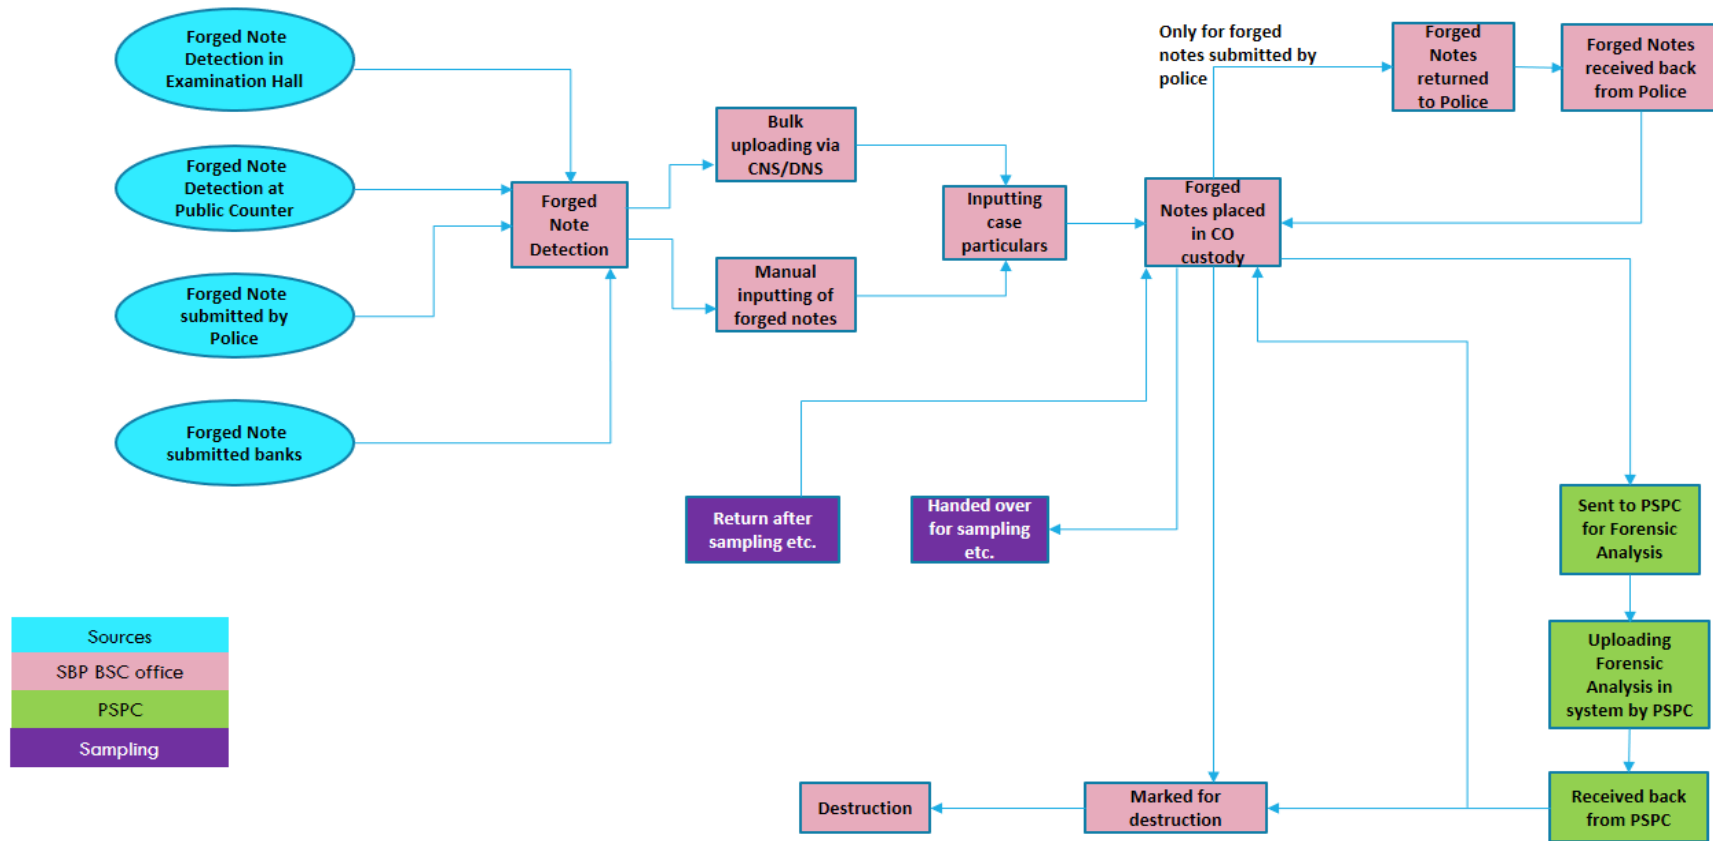 Forged Note
Detection in
Examination Hall
Forged Note
Detection at
Public Counter
Forged Note
submitted by
Police
Forged Note
submitted banks
Forged
Note
Detection
Bulk
uploading via
CNS/DNS
Manual
inputting of
forged notes
Inputting
case
particulars
Only for forged
notes submitted by
police
Forged
Notes
returned
to Police
Forged Notes
received back
from Police
Forged
Notes placed
in CO
custody
Return after
sampling etc.
Handed over
for sampling
etc.
Sent to PSPC
for Forensic
Analysis
Uploading
Forensic
Analysis in
system by PSPC
Received back
from PSPC
Marked for
destruction
Destruction
Sources
SBP BSC office
PSPC
Sampling